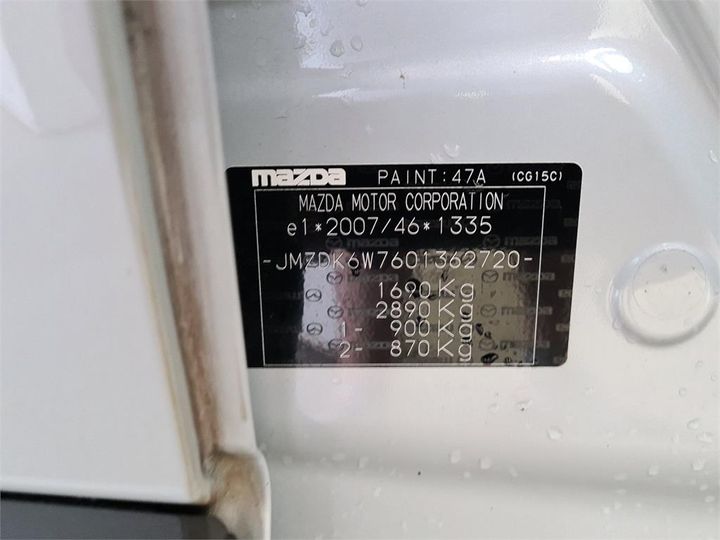 mazDa PAINT:47A (CG15C)
MAZDA MOTOR CORPORATION
e1*2007/46*1335
-JMZDK6W7601362720-
1690 Kg
2890 Kg
1- 900 Kg
2- 870 Kg